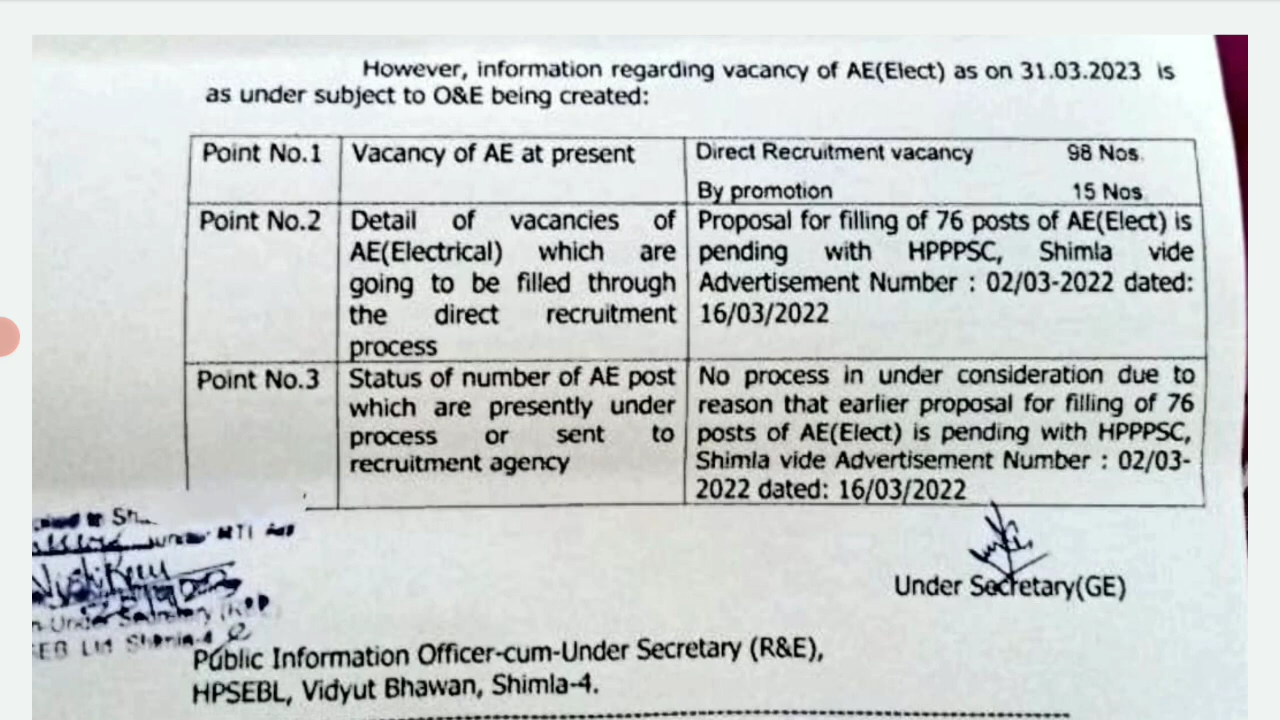 However, information regarding vacancy of AE(Elect) as on 31.03.2023 is
as under subject to O&E being created:
Point No.1
Vacancy of AE at present
Direct Recruitment vacancy 98 Nos.
By promotion 15 Nos
Point No.2
Detail of vacancies of
AE(Electrical) which are
going to be filled through
the direct recruitment
process
Proposal for filling of 76 posts of AE(Elect) is
pending with HPPPSC, Shimla vide
Advertisement Number : 02/03-2022 dated:
16/03/2022
Point No.3
Status of number of AE post
which are presently under
process or sent to
recruitment agency
No process in under consideration due to
reason that earlier proposal for filling of 76
posts of AE(Elect) is pending with HPPPSC,
Shimla vide Advertisement Number : 02/03-
2022 dated: 16/03/2022
Under Secretary(GE)
RTI
Under Secretary
Ltd Shimla-4
Public Information Officer-cum-Under Secretary (R&E),
HPSEBL, Vidyut Bhawan, Shimla-4.